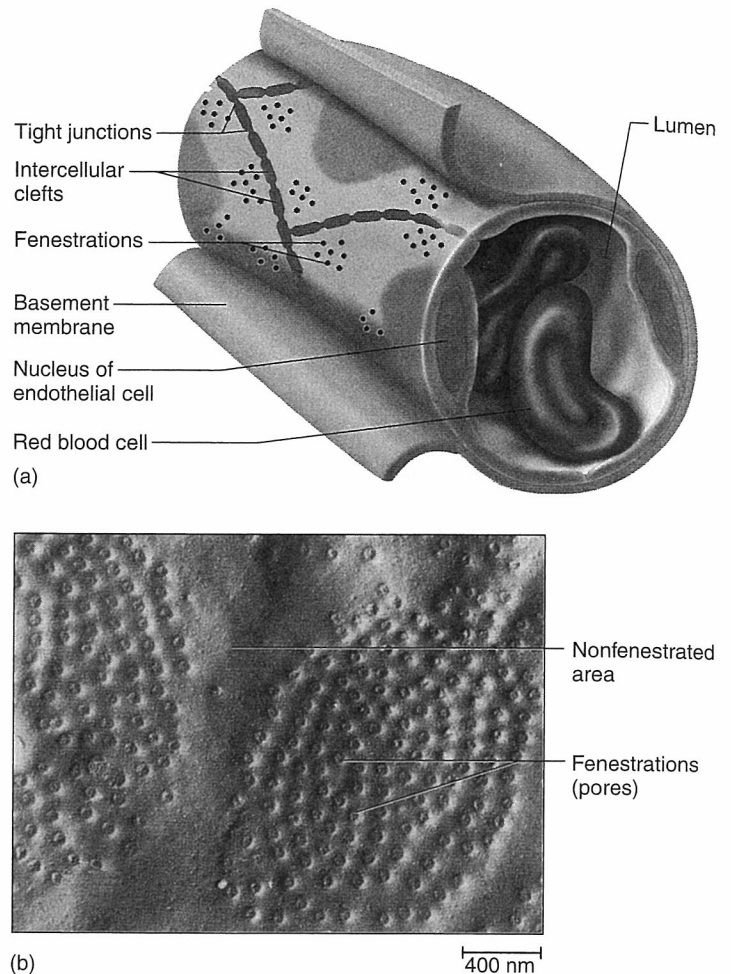 Tight junctions
Lumen
Intercellular
clefts
Fenestrations
Basement
membrane
Nucleus of
endothelial cell
Red blood cell
(a)
Nonfenestrated
area
Fenestrations
(pores)
(b)
400 nm